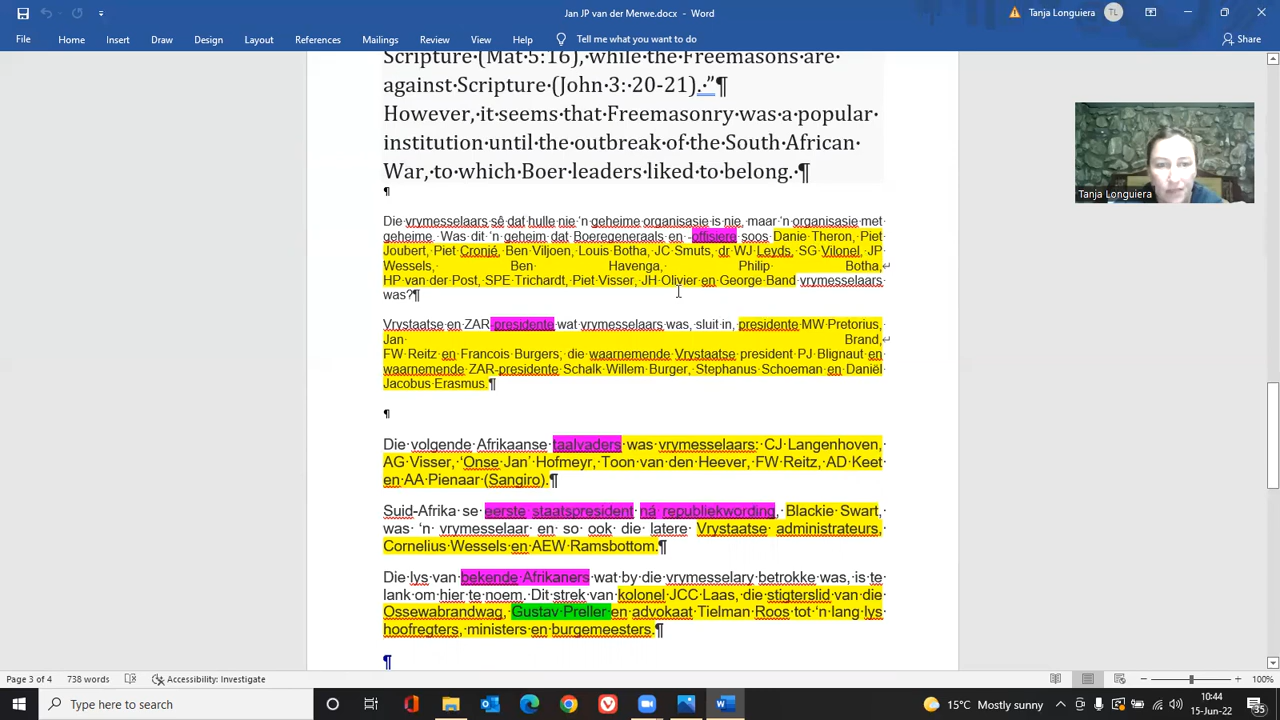 Jan JP van der Merwe.docx - Word
Tanja Longuiera
File Home Insert Draw Design Layout References Mailings Review View Help Tell me what you want to do Share
Scripture (Mat 5:16), while the Freemasons are
against Scripture (John 3: 20-21). ”¶
However, it seems that Freemasonry was a popular
institution until the outbreak of the South African
War, to which Boer leaders liked to belong. ¶
¶
Die vrymesselaars sê dat hulle nie ’n geheime organisasie is nie, maar ’n organisasie met
geheime. Was dit ’n geheim dat Boeregeneraals en -offisiere soos Danie Theron, Piet
Joubert, Piet Cronjé, Ben Viljoen, Louis Botha, JC Smuts, dr WJ Leyds, SG Vilonel, JP
Wessels, Ben Havenga, Philip Botha,
HP van der Post, SPE Trichardt, Piet Visser, JH Olivier en George Band vrymesselaars
was?¶
Vrystaatse en ZAR-presidente wat vrymesselaars was, sluit in, presidente MW Pretorius,
Jan Brand,
FW Reitz en Francois Burgers; die waarnemende Vrystaatse president PJ Blignaut en
waarnemende ZAR-presidente Schalk Willem Burger, Stephanus Schoeman en Daniël
Jacobus Erasmus.¶
¶
Die volgende Afrikaanse taalvaders was vrymesselaars: CJ Langenhoven,
AG Visser, ‘Onse Jan’ Hofmeyr, Toon van den Heever, FW Reitz, AD Keet
en AA Pienaar (Sangiro).¶
Suid-Afrika se eerste staatspresident ná republiekwording, Blackie Swart,
was ‘n vrymesselaar en so ook die latere Vrystaatse administrateurs,
Cornelius Wessels en AEW Ramsbottom.¶
Die lys van bekende Afrikaners wat by die vrymesselary betrokke was, is te
lank om hier te noem. Dit strek van kolonel JCC Laas, die stigterslid van die
Ossewabrandwag, Gustav Preller en advokaat Tielman Roos tot ‘n lang lys
hoofregters, ministers en burgemeesters.¶
¶
Tanja Longuiera
Page 3 of 4 738 words Accessibility: Investigate 100%
Type here to search
15°C Mostly sunny
10:44
15-Jun-22
35